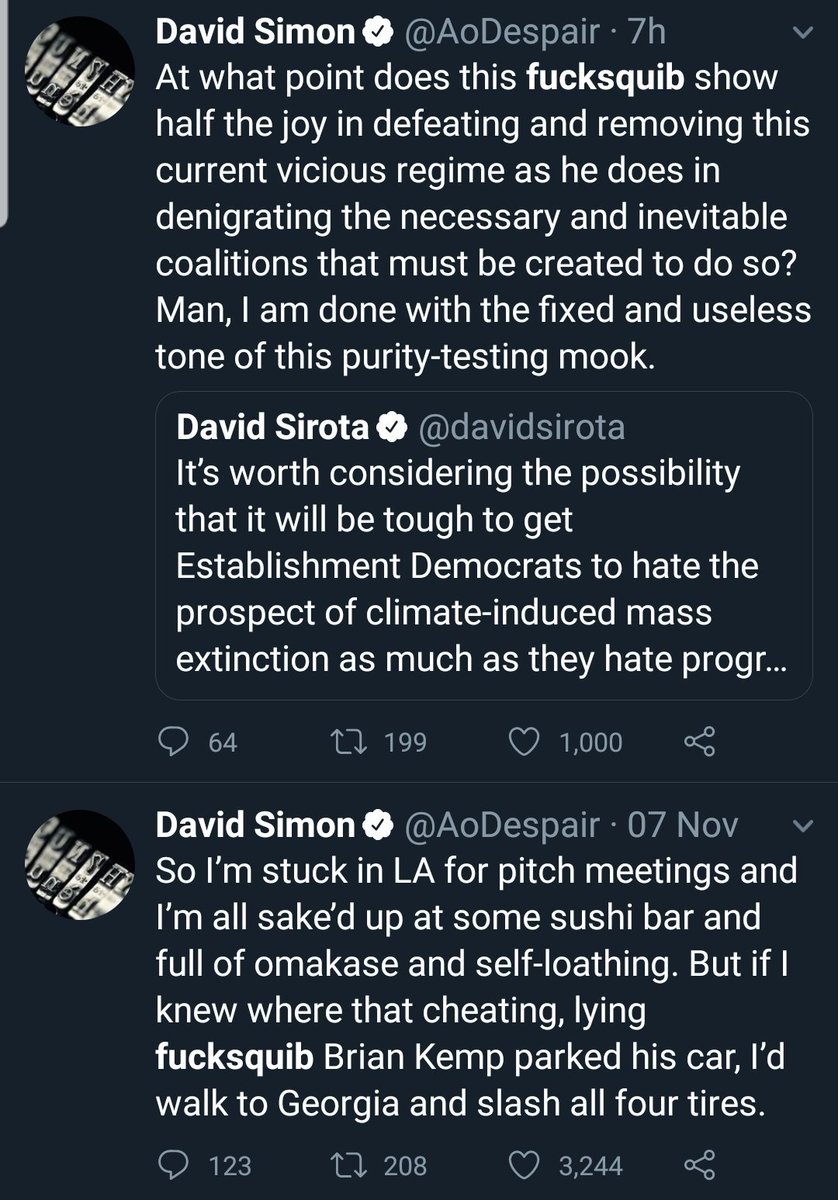 David Simon @AoDespair · 7h
At what point does this fucksquib show
half the joy in defeating and removing this
current vicious regime as he does in
denigrating the necessary and inevitable
coalitions that must be created to do so?
Man, I am done with the fixed and useless
tone of this purity-testing mook.
David Sirota @davidsirota
It’s worth considering the possibility
that it will be tough to get
Establishment Democrats to hate the
prospect of climate-induced mass
extinction as much as they hate progr...
64 199 1,000
David Simon @AoDespair · 07 Nov
So I’m stuck in LA for pitch meetings and
I’m all sake’d up at some sushi bar and
full of omakase and self-loathing. But if I
knew where that cheating, lying
fucksquib Brian Kemp parked his car, I’d
walk to Georgia and slash all four tires.
123 208 3,244